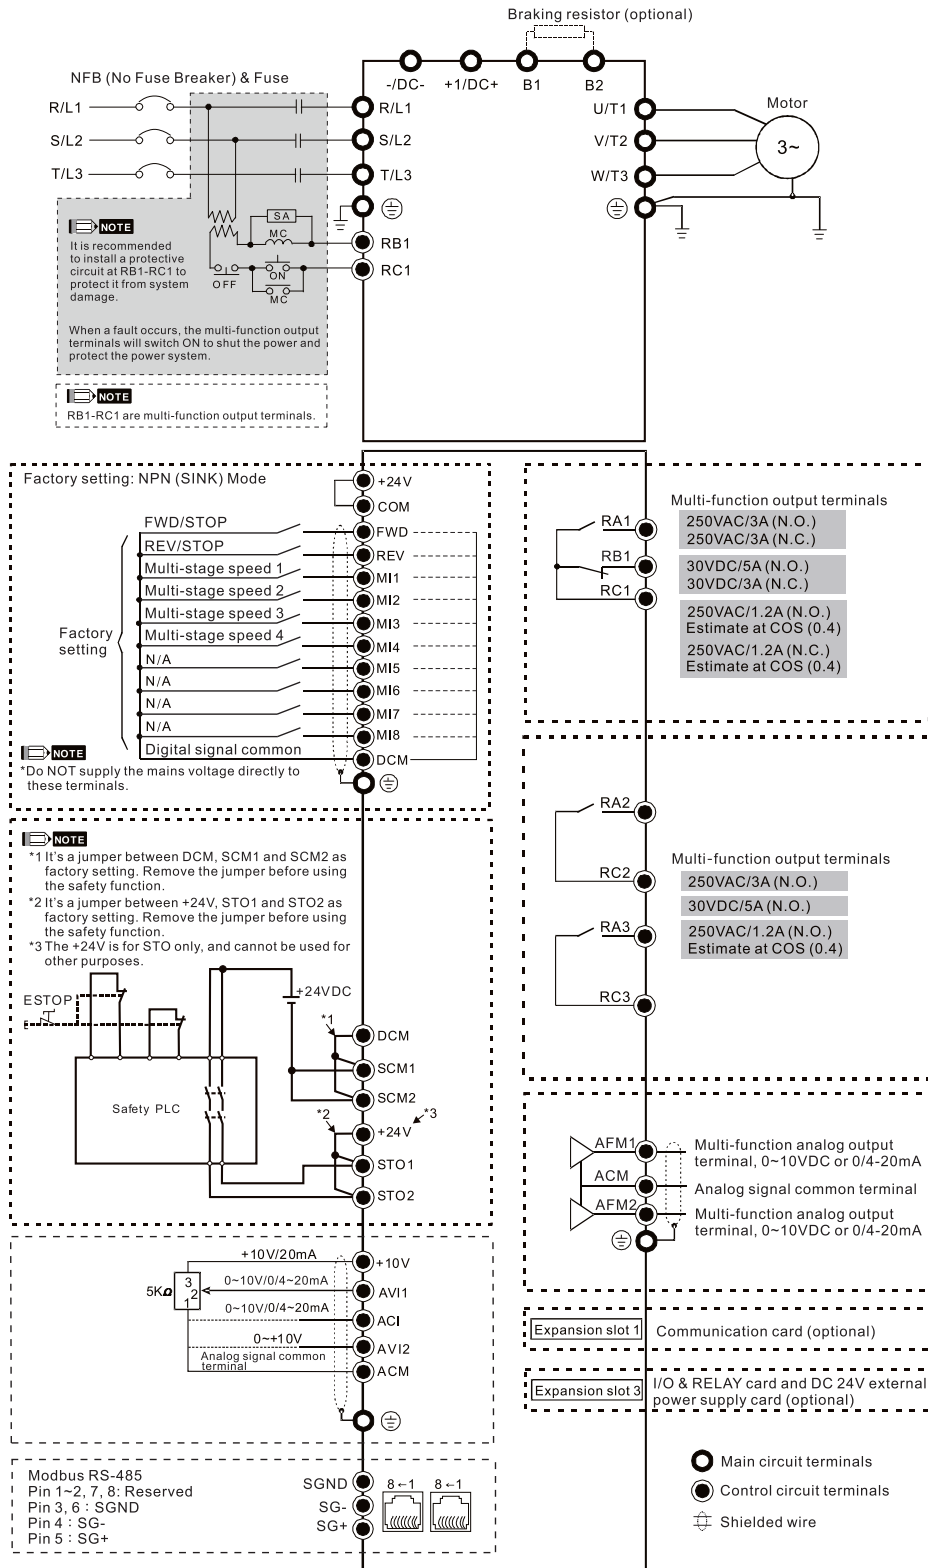 Braking resistor (optional)
-/DC-
+1/DC+
B1
B2
NFB (No Fuse Breaker) & Fuse
R/L1
S/L2
T/L3
R/L1
S/L2
T/L3
RB1
RC1
U/T1
V/T2
W/T3
Motor
3~
SA
MC
OFF
ON
MC
NOTE
It is recommended
to install a protective
circuit at RB1-RC1 to
protect it from system
damage.
When a fault occurs, the multi-function output
terminals will switch ON to shut the power and
protect the power system.
NOTE
RB1-RC1 are multi-function output terminals.
Factory setting: NPN (SINK) Mode
+24V
COM
FWD/STOP
FWD
REV/STOP
REV
Multi-stage speed 1
MI1
Multi-stage speed 2
MI2
Multi-stage speed 3
MI3
Multi-stage speed 4
MI4
Factory
setting
N/A
MI5
N/A
MI6
N/A
MI7
N/A
MI8
Digital signal common
DCM
NOTE
*Do NOT supply the mains voltage directly to
these terminals.
Multi-function output terminals
RA1
RB1
RC1
250VAC/3A (N.O.)
250VAC/3A (N.C.)
30VDC/5A (N.O.)
30VDC/3A (N.C.)
250VAC/1.2A (N.O.)
Estimate at COS (0.4)
250VAC/1.2A (N.C.)
Estimate at COS (0.4)
NOTE
*1 It's a jumper between DCM, SCM1 and SCM2 as
factory setting. Remove the jumper before using
the safety function.
*2 It's a jumper between +24V, STO1 and STO2 as
factory setting. Remove the jumper before using
the safety function.
*3 The +24V is for STO only, and cannot be used for
other purposes.
ESTOP
+24VDC
Safety PLC
*1
DCM
SCM1
SCM2
*2
*3
+24V
STO1
STO2
RA2
RC2
RA3
RC3
Multi-function output terminals
250VAC/3A (N.O.)
30VDC/5A (N.O.)
250VAC/1.2A (N.O.)
Estimate at COS (0.4)
AFM1
ACM
AFM2
Multi-function analog output
terminal, 0~10VDC or 0/4-20mA
Analog signal common terminal
Multi-function analog output
terminal, 0~10VDC or 0/4-20mA
+10V/20mA
+10V
5KΩ
3
2
1
0~10V/0/4~20mA
AVI1
0~10V/0/4~20mA
ACI
0~+10V
AVI2
Analog signal common
terminal
ACM
Expansion slot 1
Communication card (optional)
Expansion slot 3
I/O & RELAY card and DC 24V external
power supply card (optional)
Modbus RS-485
Pin 1~2, 7, 8: Reserved
Pin 3, 6 : SGND
Pin 4 : SG-
Pin 5 : SG+
SGND
SG-
SG+
8←1
8←1
Main circuit terminals
Control circuit terminals
Shielded wire